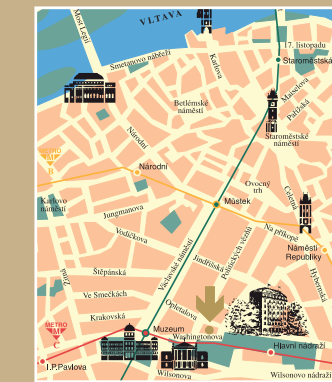 Most Legií
VLTAVA
17. listopadu
Smetanovo nábřeží
Karlova
Staroměstská
Maiselova
Pařížská
Betlémské
náměstí
Staroměstské
náměstí
Národní
METRO
B
Národní
Ovocný
trh
Celetná
Karlovo
náměstí
Můstek
Jungmanova
Vodičkova
Na příkopě
Náměstí
Republiky
Václavské náměstí
Jindřišská
Politických vězňů
Hybernská
Žitná
Štěpánská
Ve Smečkách
Opletalova
Krakovská
METRO
C
Muzeum
Washingtonova
Hlavní nádraží
I.P.Pavlova
Wilsonova
Wilsonovo nádraží